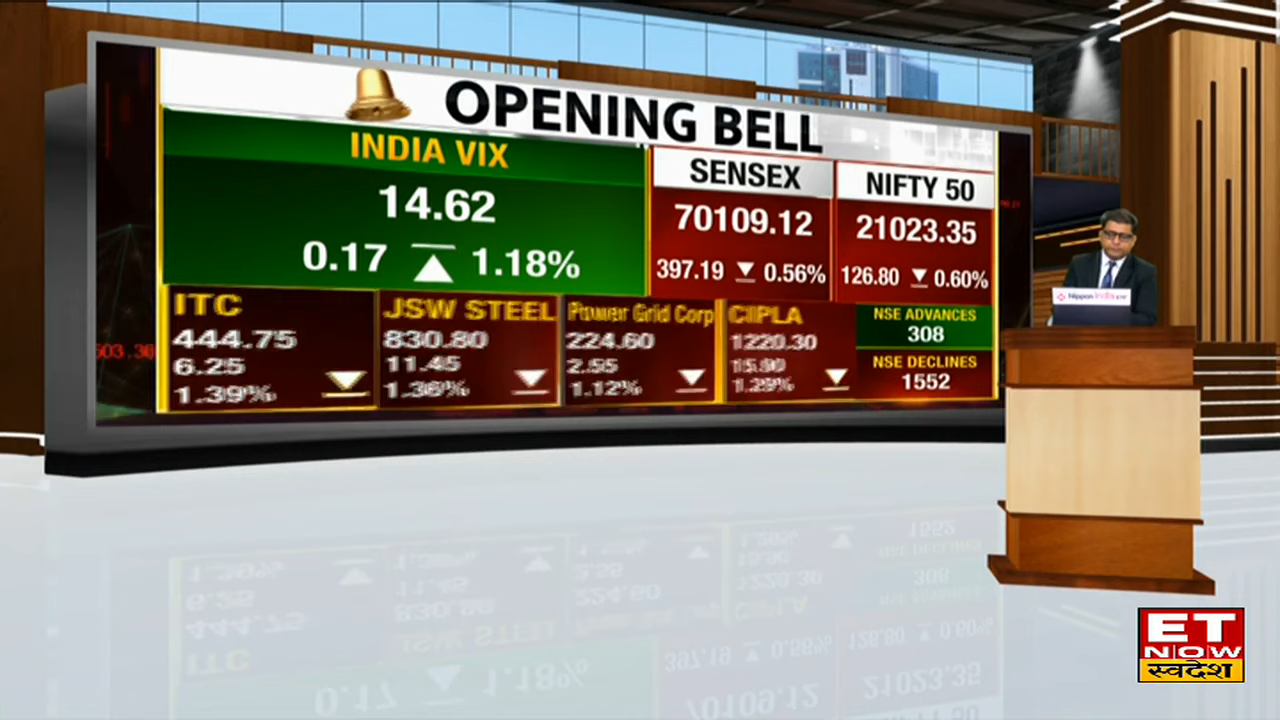 OPENING BELL
INDIA VIX
14.62
0.17 1.18%
SENSEX
70109.12
397.19 0.56%
NIFTY 50
21023.35
126.80 0.60%
ITC
444.75
6.25
1.39%
JSW STEEL
830.80
11.45
1.36%
Power Grid Corp
224.60
2.55
1.12%
CIPLA
1220.30
15.90
1.29%
NSE ADVANCES
308
NSE DECLINES
1552
503.36
Nippon India ETF
ET
NOW
स्वदेश